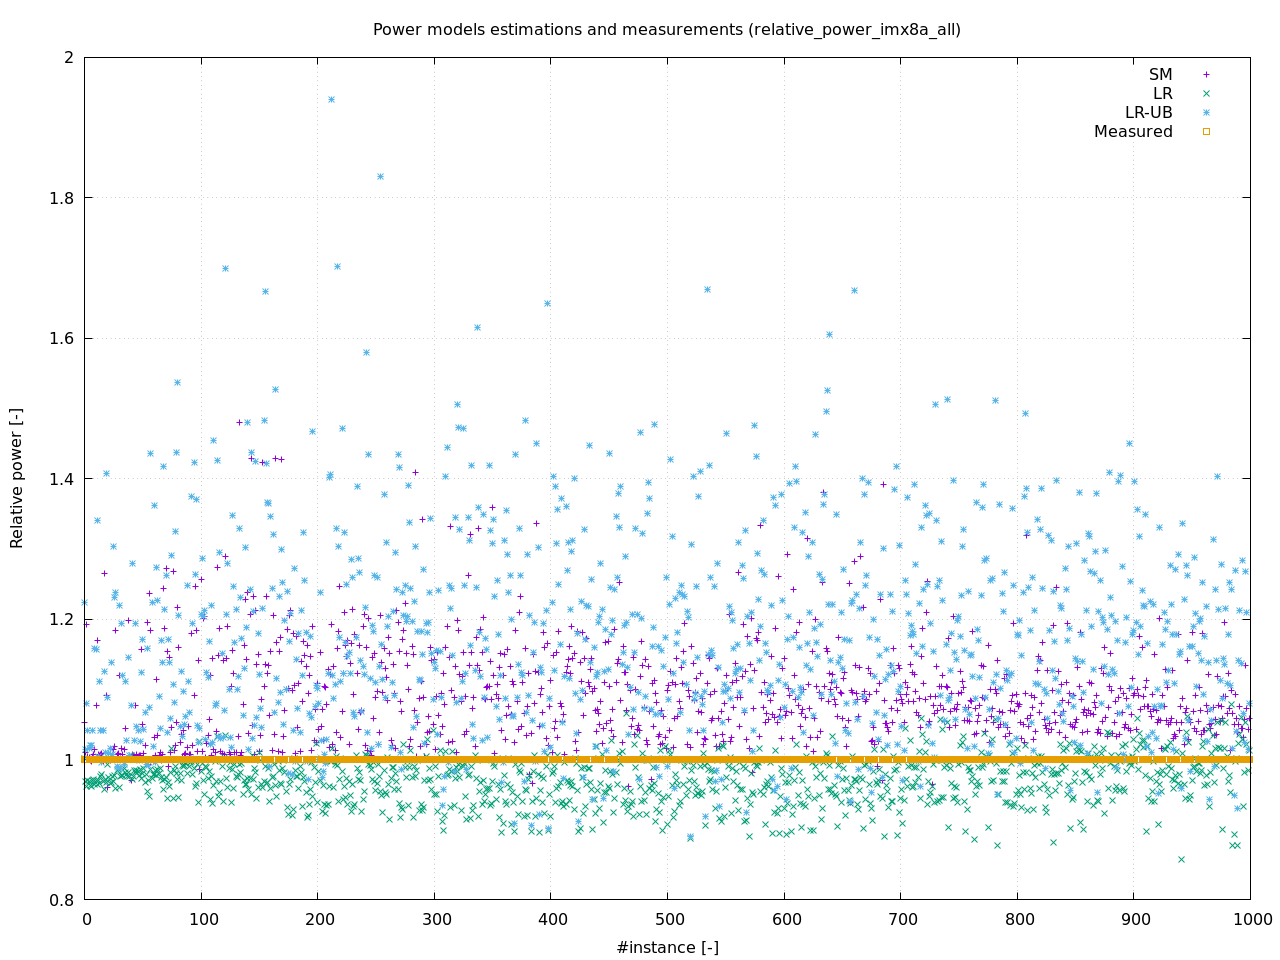 Power models estimations and measurements (relative_power_imx8a_all)
SM
LR
LR-UB
Measured
2
1.8
1.6
1.4
1.2
1
0.8
Relative power [-]
0 100 200 300 400 500 600 700 800 900 1000
#instance [-]